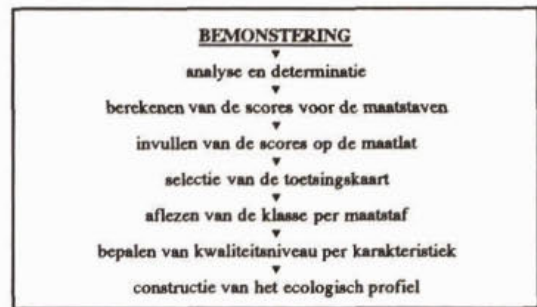 BEMONSTERING
analyse en determinatie
berekenen van de scores voor de maatstaven
invullen van de scores op de maatlat
selectie van de toetsingskaart
aflezen van de klasse per maatstaf
bepalen van kwaliteitsniveau per karakteristiek
constructie van het ecologisch profiel